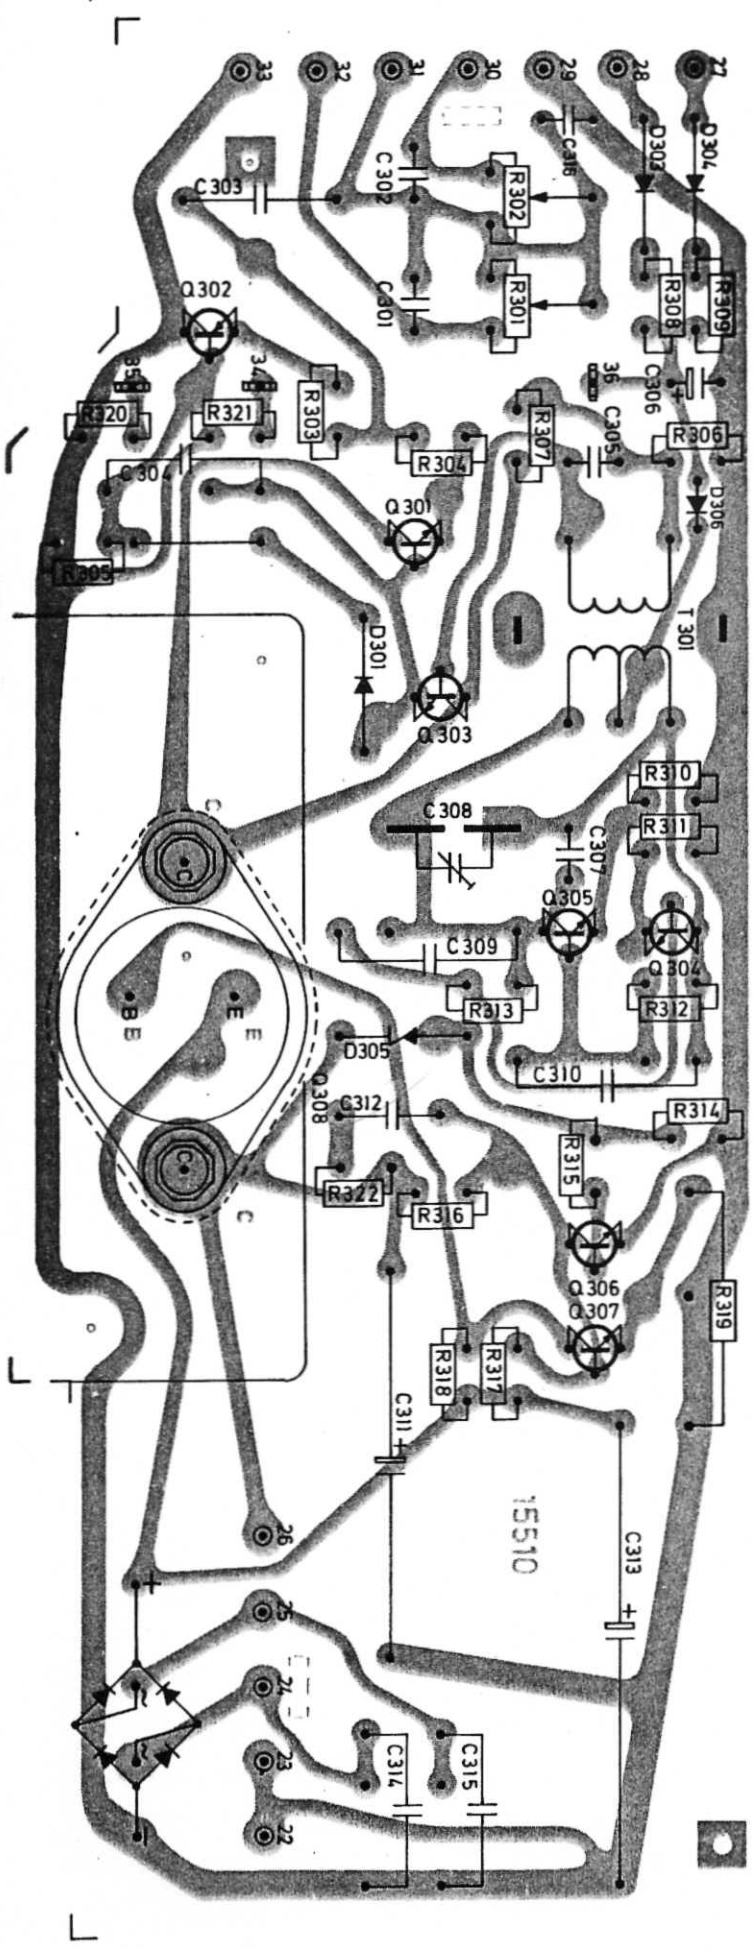 33 32 31 30 29 28 27
C303
C302
R302
C316
D303
D304
C301
R301
R308
R309
Q302
35
34
36
C306
+
R320
R321
R303
R307
C305
R306
R304
C304
Q301
D306
R305
D301
T301
Q303
R310
C
C308
R311
C
C307
Q305
C309
Q304
B
E
E
E
R313
R312
D305
Q308
C310
C312
R314
C
R315
R322
R316
C
Q306
Q307
R319
R318
R317
C311
+
26
15510
C313
+
+
25
24
~
~
23
C314
C315
22
-